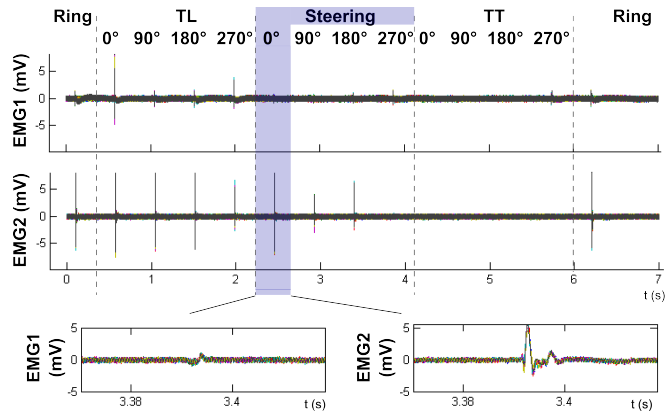 Ring TL Steering TT Ring
0° 90° 180° 270° 0° 90° 180° 270° 0° 90° 180° 270°
EMG1 (mV)
5
0
-5
EMG2 (mV)
5
0
-5
0 1 2 3 4 5 6 7
t (s)
EMG1
(mV)
5
0
-5
3.38 3.4 t (s)
EMG2
(mV)
5
0
-5
3.38 3.4 t (s)